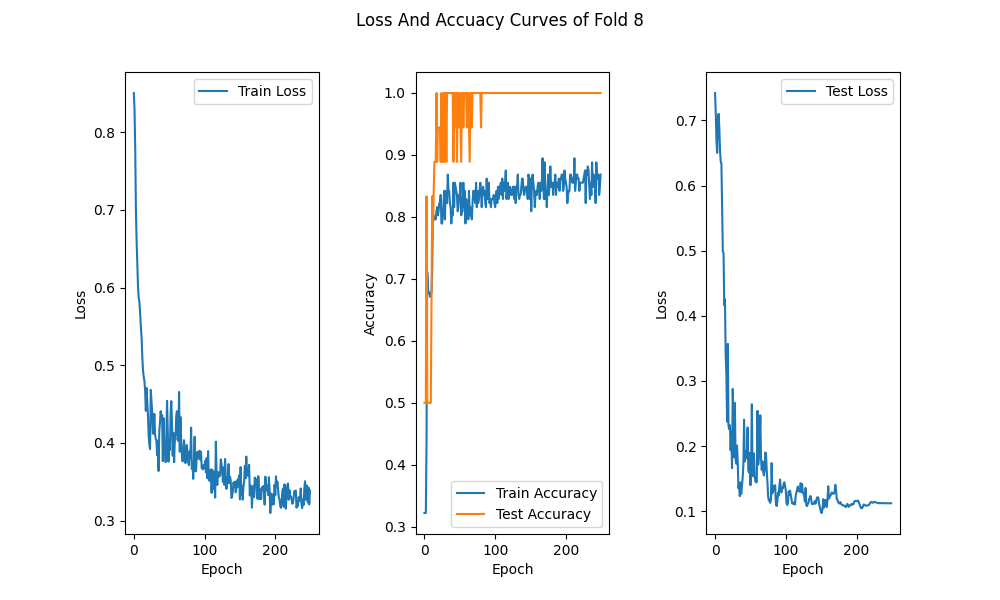 Loss And Accuacy Curves of Fold 8
Train Loss
0.8
0.7
0.6
0.5
0.4
0.3
Loss
0
100
200
Epoch
1.0
0.9
0.8
0.7
0.6
0.5
0.4
0.3
Accuracy
Train Accuracy
Test Accuracy
0
100
200
Epoch
Test Loss
0.7
0.6
0.5
0.4
0.3
0.2
0.1
Loss
0
100
200
Epoch